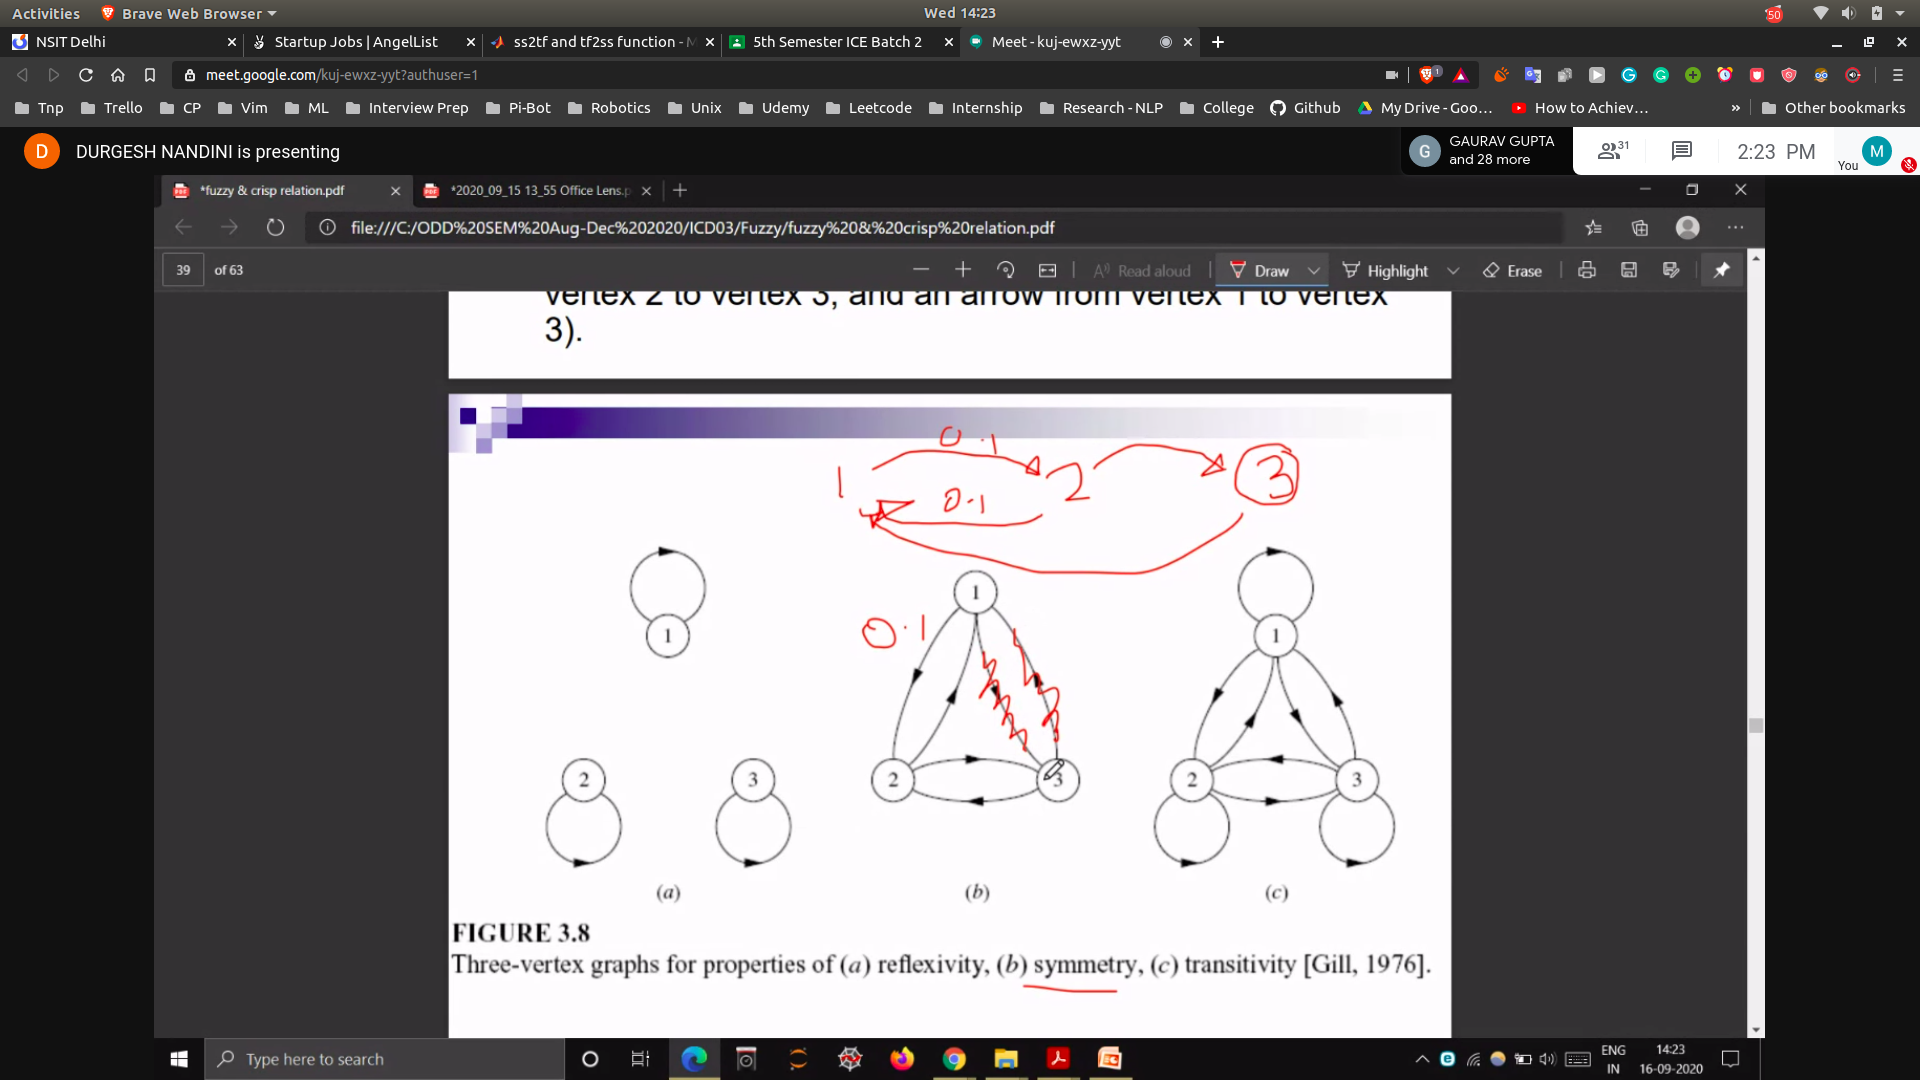 Activities Brave Web Browser Wed 14:23 50
NSIT Delhi Startup Jobs | AngelList ss2tf and tf2ss function - M 5th Semester ICE Batch 2 Meet - kuj-ewxz-yyt
meet.google.com/kuj-ewxz-yyt?authuser=1 1
Tnp Trello CP Vim ML Interview Prep Pi-Bot Robotics Unix Udemy Leetcode Internship Research - NLP College Github My Drive - Goo... How to Achiev... » Other bookmarks
D DURGESH NANDINI is presenting G GAURAV GUPTA and 28 more 31 2:23 PM You M
*fuzzy & crisp relation.pdf *2020_09_15 13_55 Office Lens.p
file:///C:/ODD%20SEM%20Aug-Dec%202020/ICD03/Fuzzy/fuzzy%20&%20crisp%20relation.pdf
39 of 63 Read aloud Draw Highlight Erase
vertex 2 to vertex 3, and an arrow from vertex 1 to vertex
3).
0.1
1 2 3
0.1
1 1 1
0.1
2 3 2 3 2 3
(a) (b) (c)
FIGURE 3.8
Three-vertex graphs for properties of (a) reflexivity, (b) symmetry, (c) transitivity [Gill, 1976].
Type here to search ENG IN 14:23 16-09-2020